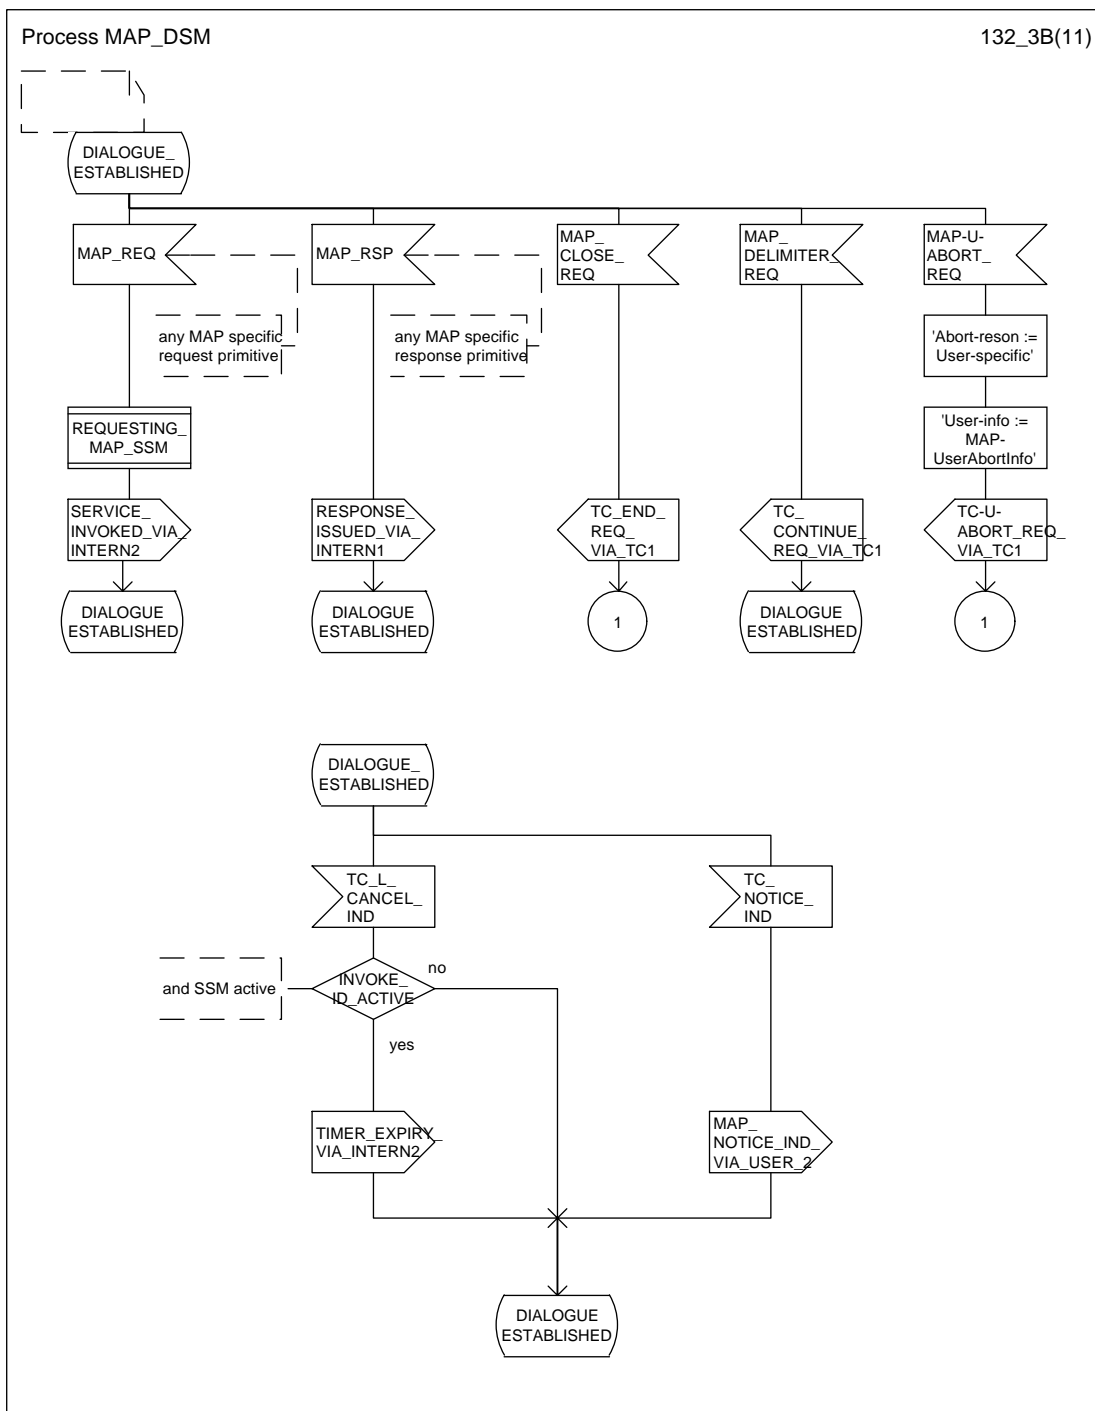 Process MAP_DSM
132_3B(11)
DIALOGUE_
ESTABLISHED
MAP_REQ
MAP_RSP
MAP_
CLOSE_
REQ
MAP_
DELIMITER_
REQ
MAP-U-
ABORT_
REQ
any MAP specific
request primitive
any MAP specific
response primitive
'Abort-reson :=
User-specific'
REQUESTING_
MAP_SSM
'User-info :=
MAP-
UserAbortInfo'
SERVICE_
INVOKED_VIA_
INTERN2
RESPONSE_
ISSUED_VIA_
INTERN1
TC_END_
REQ_
VIA_TC1
TC_
CONTINUE_
REQ_VIA_TC1
TC-U-
ABORT_REQ_
VIA_TC1
DIALOGUE
ESTABLISHED
DIALOGUE
ESTABLISHED
1
DIALOGUE
ESTABLISHED
1
DIALOGUE_
ESTABLISHED
TC_L_
CANCEL_
IND
TC_
NOTICE_
IND
and SSM active
INVOKE_
ID_ACTIVE
no
yes
TIMER_EXPIRY_
VIA_INTERN2
MAP_
NOTICE_IND_
VIA_USER_2
DIALOGUE
ESTABLISHED